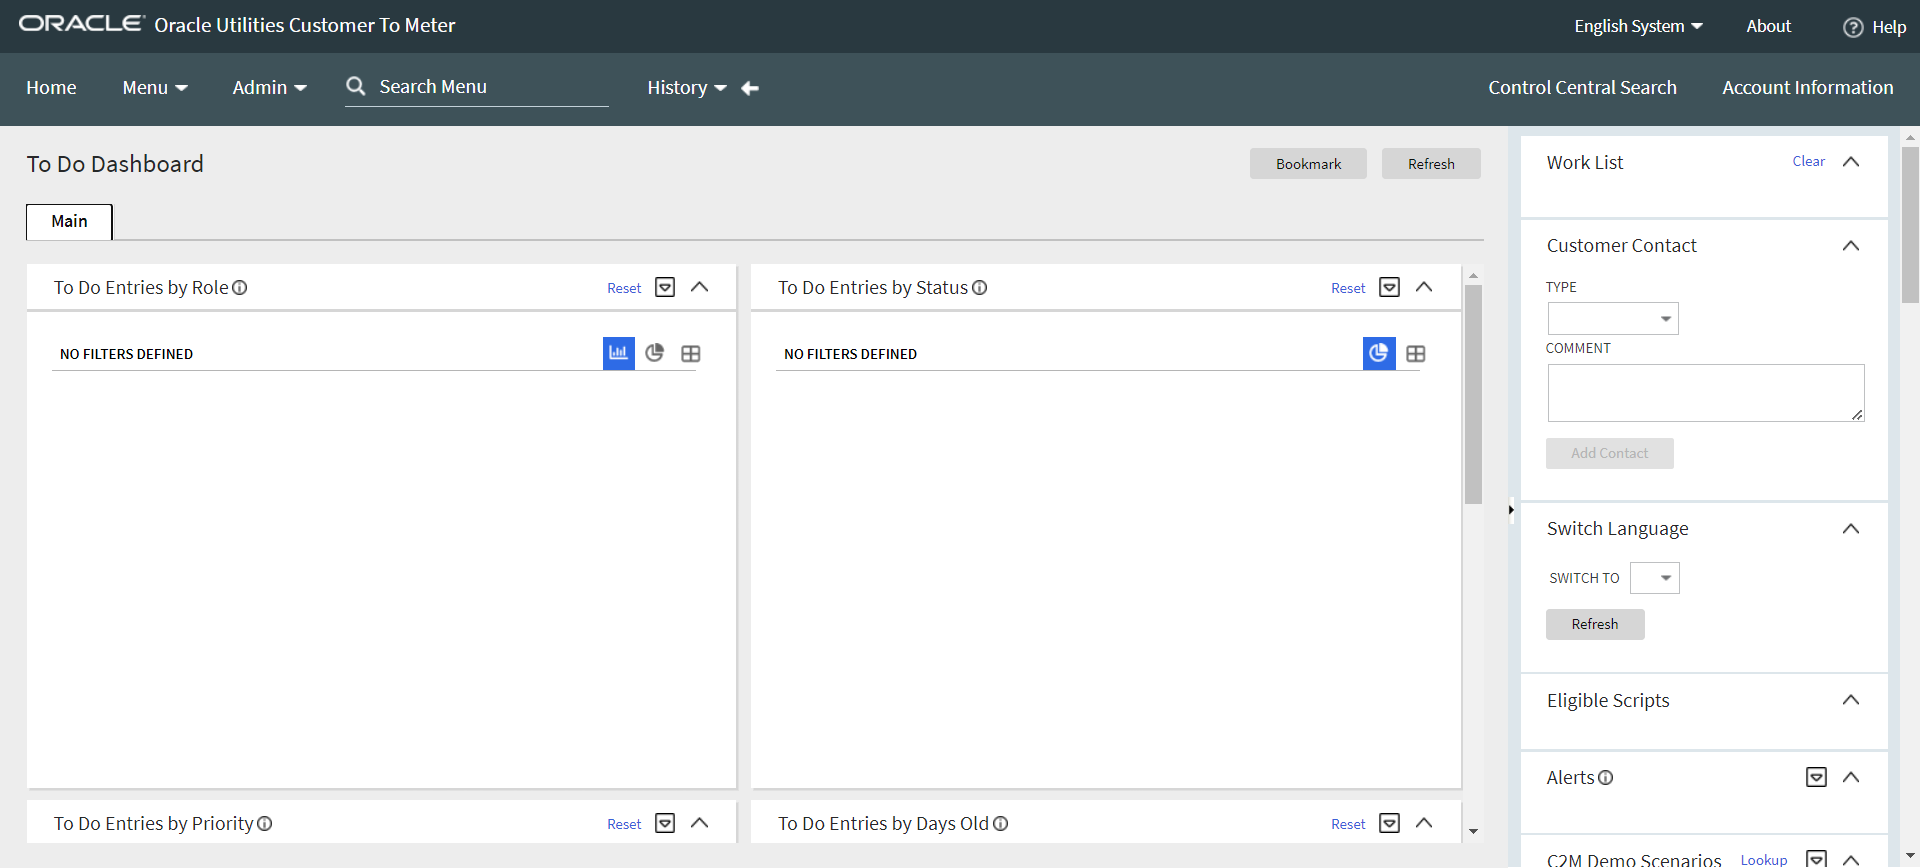 ORACLE Oracle Utilities Customer To Meter
English System About Help
Home Menu Admin Search Menu History Control Central Search Account Information
To Do Dashboard
Bookmark Refresh
Main
To Do Entries by Role Reset
NO FILTERS DEFINED
To Do Entries by Status Reset
NO FILTERS DEFINED
To Do Entries by Priority Reset
To Do Entries by Days Old Reset
Work List Clear
Customer Contact
TYPE
COMMENT
Add Contact
Switch Language
SWITCH TO
Refresh
Eligible Scripts
Alerts
C2M Demo Scenarios Lookup